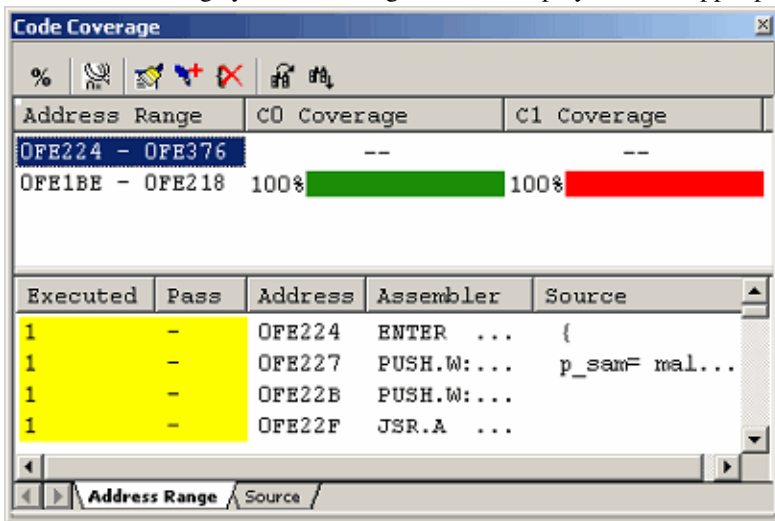 Code Coverage
%
Address Range C0 Coverage C1 Coverage
0FE224 - 0FE376 -- --
0FE1BE - 0FE218 100% 100%
Executed Pass Address Assembler Source
1 - 0FE224 ENTER ... {
1 - 0FE227 PUSH.W:... p_sam= mal...
1 - 0FE22B PUSH.W:...
1 - 0FE22F JSR.A ...
Address Range Source